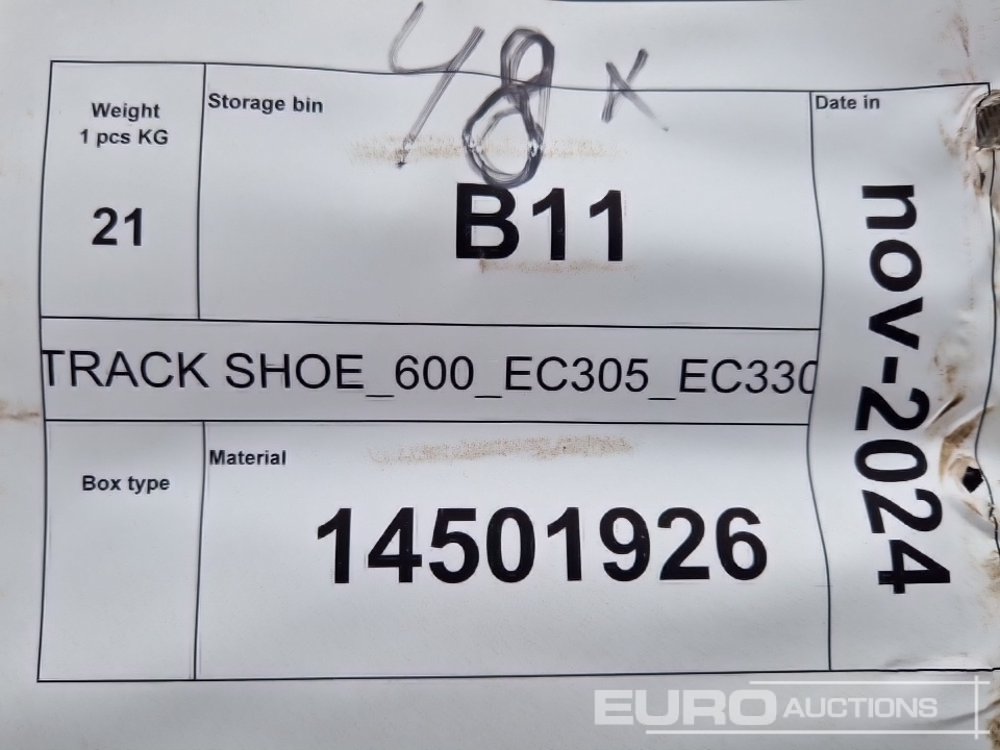 48 x
Weight
1 pcs KG
21
Storage bin
B11
Date in
nov-2024
TRACK SHOE_600_EC305_EC330
Box type
Material
14501926
EURO AUCTIONS